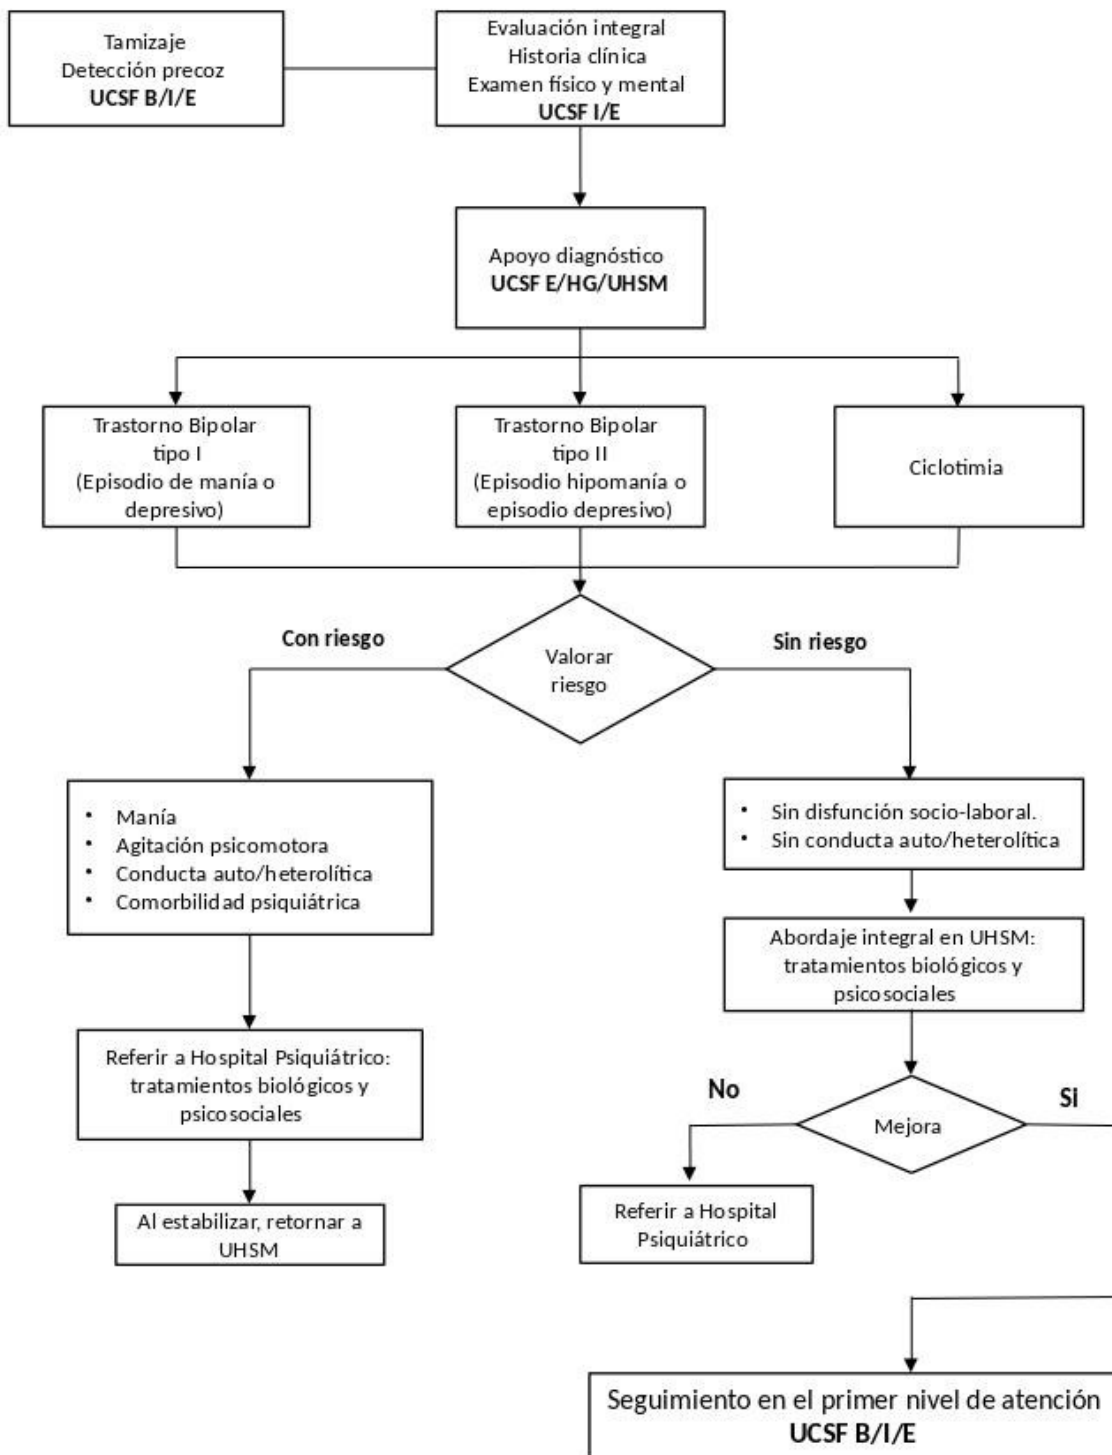 Tamizaje
Detección precoz
UCSF B/I/E
Evaluación integral
Historia clínica
Examen físico y mental
UCSF I/E
Apoyo diagnóstico
UCSF E/HG/UHSM
Trastorno Bipolar
tipo I
(Episodio de manía o
depresivo)
Trastorno Bipolar
tipo II
(Episodio hipomanía o
episodio depresivo)
Ciclotimia
Con riesgo
Valorar
riesgo
Sin riesgo
• Manía
• Agitación psicomotora
• Conducta auto/heterolítica
• Comorbilidad psiquiátrica
• Sin disfunción socio-laboral.
• Sin conducta auto/heterolítica
Abordaje integral en UHSM:
tratamientos biológicos y
psicosociales
Referir a Hospital Psiquiátrico:
tratamientos biológicos y
psicosociales
No
Mejora
Si
Al estabilizar, retornar a
UHSM
Referir a Hospital
Psiquiátrico
Seguimiento en el primer nivel de atención
UCSF B/I/E